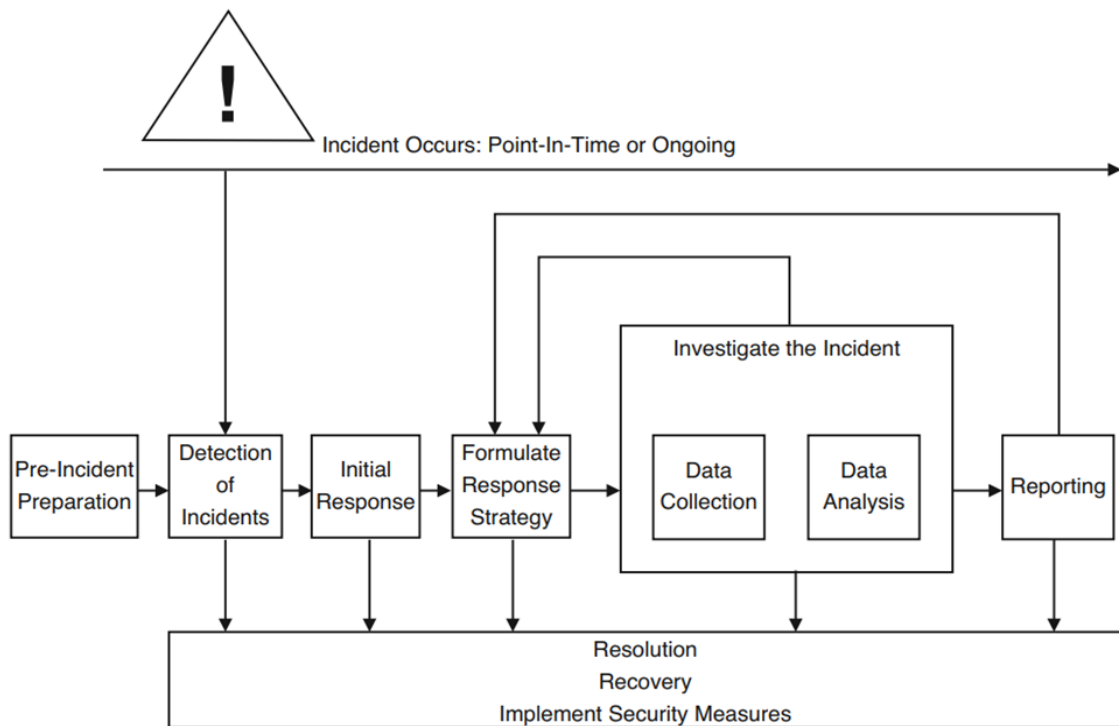 !
Incident Occurs: Point-In-Time or Ongoing
Investigate the Incident
Pre-Incident
Preparation
Detection
of
Incidents
Initial
Response
Formulate
Response
Strategy
Data
Collection
Data
Analysis
Reporting
Resolution
Recovery
Implement Security Measures